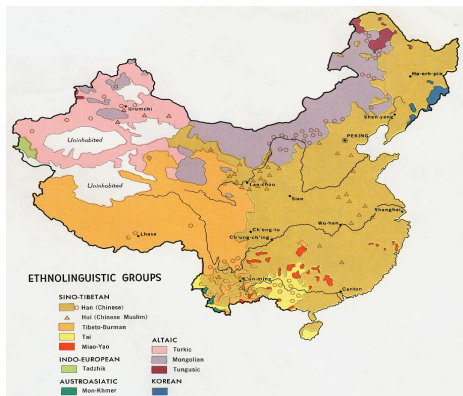 Ha-erh-pin
Urumchi
Shen-yang
Uninhabited
PEKING
Uninhabited
Lan-chou
Sian
Shanghai
Lhasa
Ch'eng-tu
Wu-han
Ch'ung-ch'ing
K'un-ming
Canton
ETHNOLINGUISTIC GROUPS
SINO-TIBETAN
Han (Chinese)
Hui (Chinese Muslim)
Tibeto-Burman
Tai
Miao-Yao
INDO-EUROPEAN
Tadzhik
AUSTROASIATIC
Mon-Khmer
ALTAIC
Turkic
Mongolian
Tungusic
KOREAN